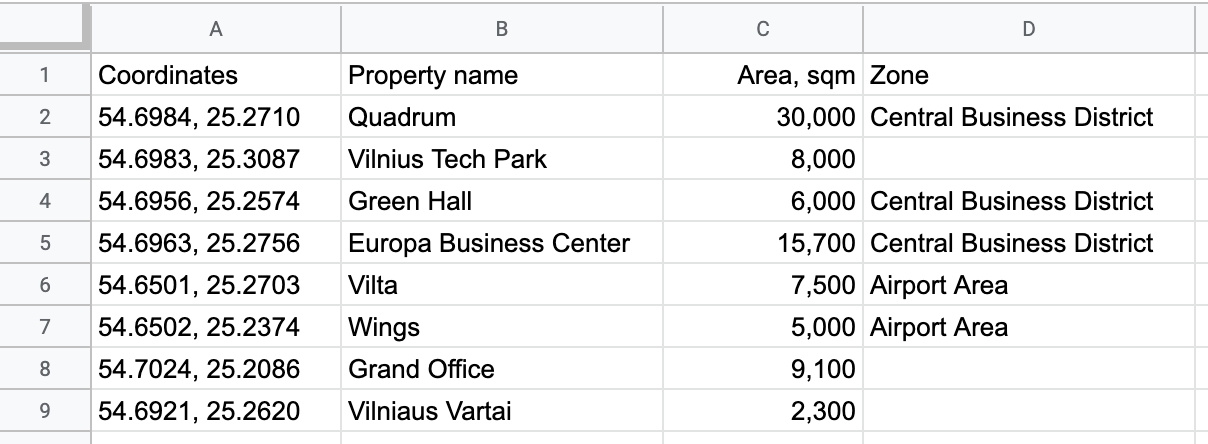 A B C D
1 Coordinates Property name Area, sqm Zone
2 54.6984, 25.2710 Quadrum 30,000 Central Business District
3 54.6983, 25.3087 Vilnius Tech Park 8,000
4 54.6956, 25.2574 Green Hall 6,000 Central Business District
5 54.6963, 25.2756 Europa Business Center 15,700 Central Business District
6 54.6501, 25.2703 Vilta 7,500 Airport Area
7 54.6502, 25.2374 Wings 5,000 Airport Area
8 54.7024, 25.2086 Grand Office 9,100
9 54.6921, 25.2620 Vilniaus Vartai 2,300